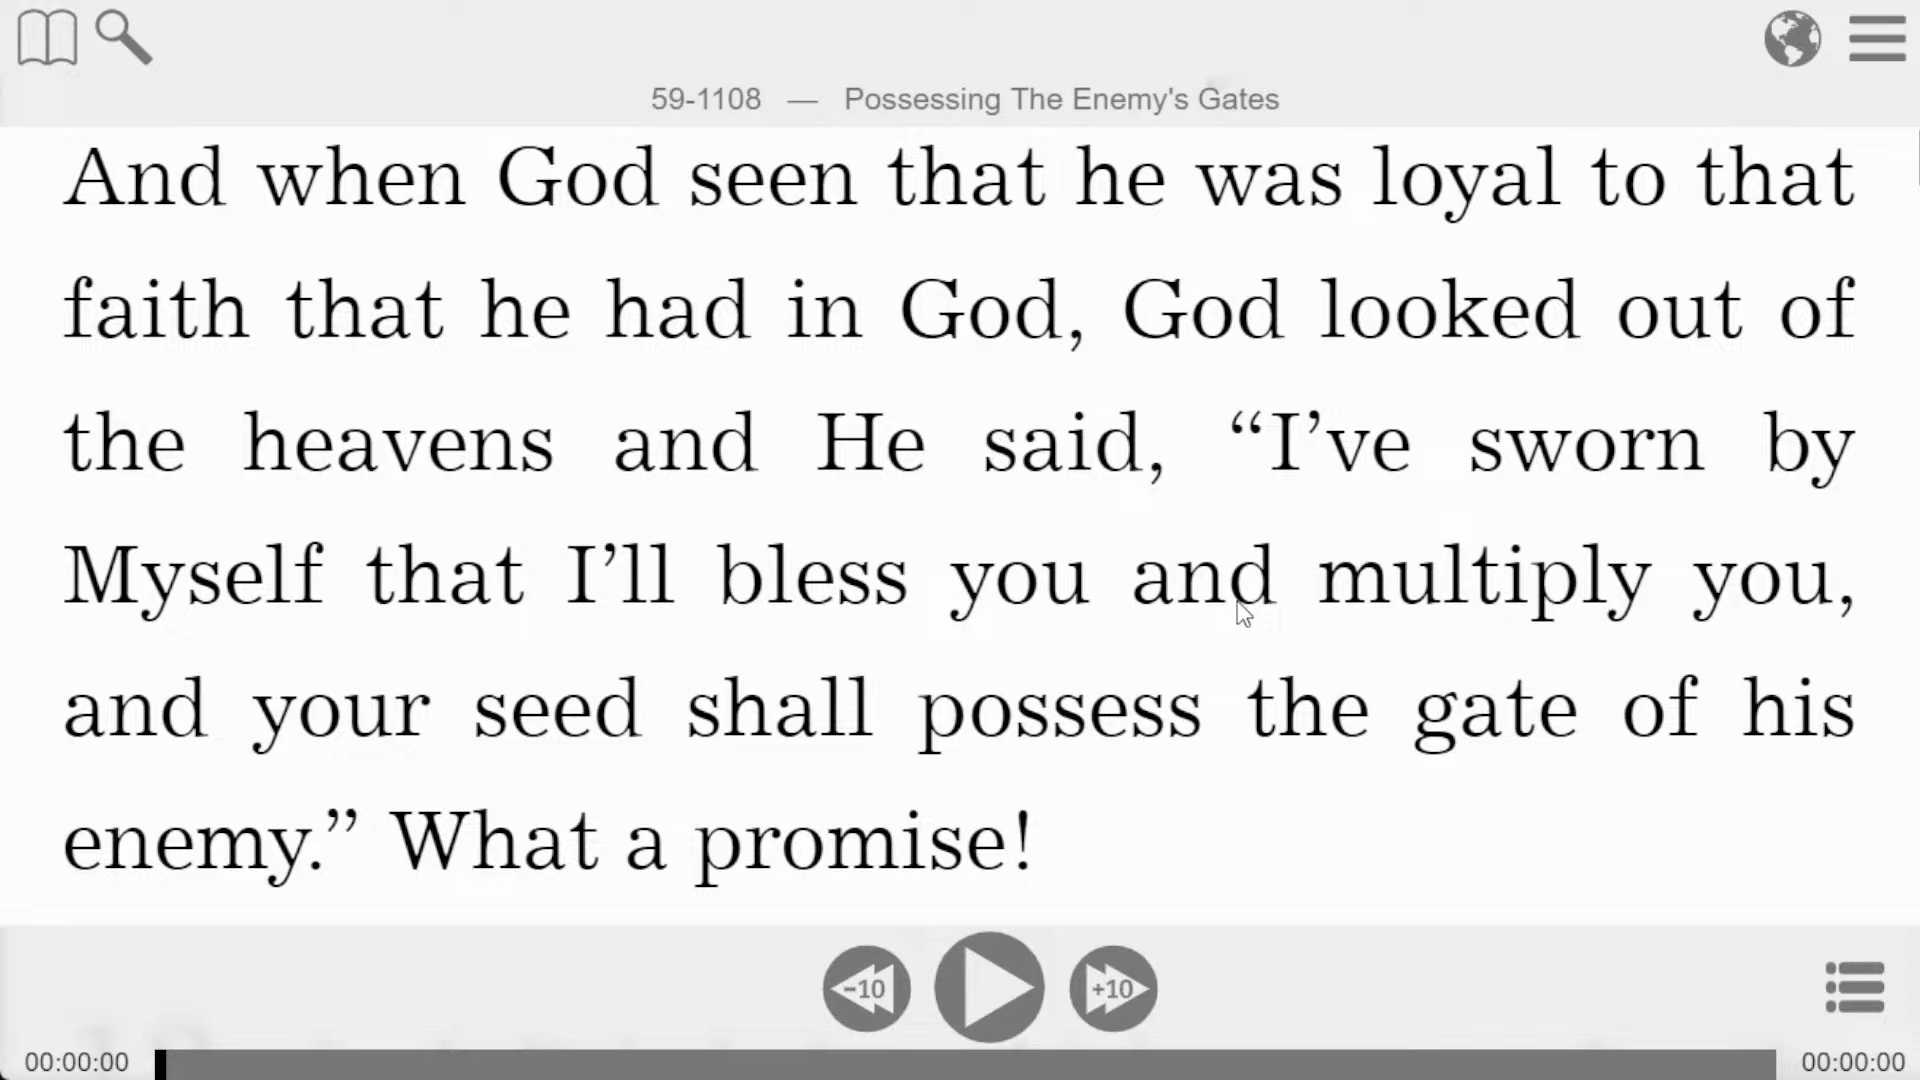 59-1108 — Possessing The Enemy's Gates
And when God seen that he was loyal to that
faith that he had in God, God looked out of
the heavens and He said, “I’ve sworn by
Myself that I’ll bless you and multiply you,
and your seed shall possess the gate of his
enemy.” What a promise!
-10 +10
00:00:00 00:00:00